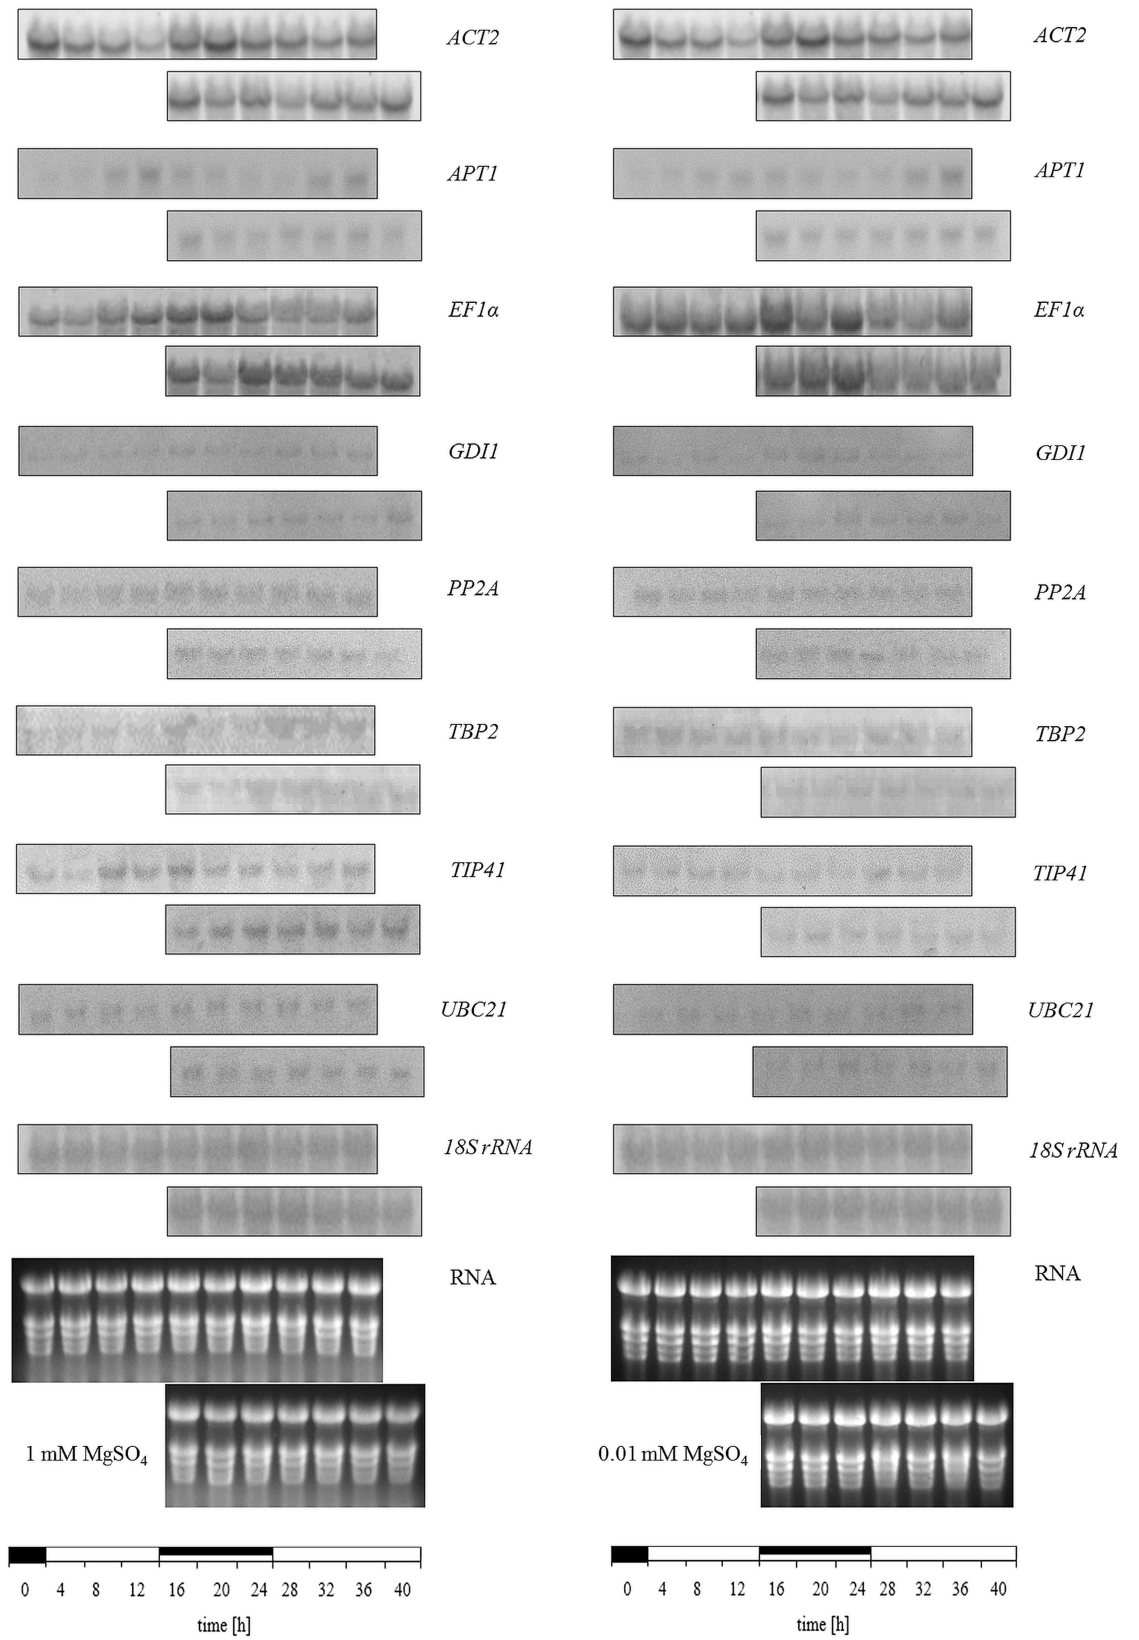 ACT2 ACT2
APT1 APT1
EF1α EF1α
GDI1 GDI1
PP2A PP2A
TBP2 TBP2
TIP41 TIP41
UBC21 UBC21
18S rRNA 18S rRNA
RNA RNA
1 mM MgSO₄ 0.01 mM MgSO₄
0 4 8 12 16 20 24 28 32 36 40 0 4 8 12 16 20 24 28 32 36 40
time [h] time [h]